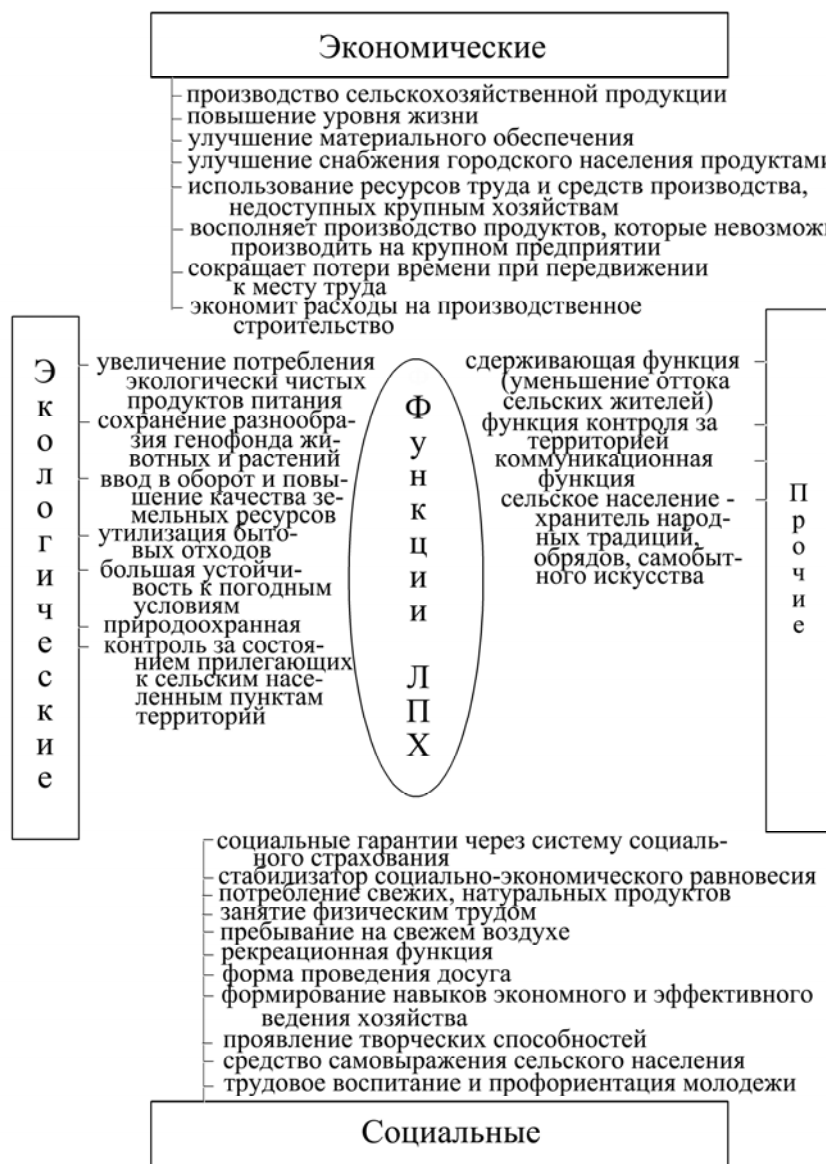 Экономические
производство сельскохозяйственной продукции
повышение уровня жизни
улучшение материального обеспечения
улучшение снабжения городского населения продуктами
использование ресурсов труда и средств производства,
недоступных крупным хозяйствам
восполняет производство продуктов, которые невозможн
производить на крупном предприятии
сокращает потери времени при передвижении
к месту труда
экономит расходы на производственное
строительство
Экологические
увеличение потребления
экологически чистых
продуктов питания
сохранение разнообра-
зия генофонда жи-
вотных и растений
ввод в оборот и повы-
шение качества зе-
мельных ресурсов
утилизация быто-
вых отходов
большая устойчи-
вость к погодным
условиям
природоохранная
контроль за состо-
янием прилегающих
к сельским насе-
ленным пунктам
территорий
Функции ЛПХ
сдерживающая функция
(уменьшение оттока
сельских жителей)
функция контроля за
территорией
коммуникационная
функция
сельское население -
хранитель народ-
ных традиций,
обрядов, самобыт-
ного искусства
Прочие
социальные гарантии через систему социаль-
ного страхования
стабилизатор социально-экономического равновесия
потребление свежих, натуральных продуктов
занятие физическим трудом
пребывание на свежем воздухе
рекреационная функция
форма проведения досуга
формирование навыков экономного и эффективного
ведения хозяйства
проявление творческих способностей
средство самовыражения сельского населения
трудовое воспитание и профориентация молодежи
Социальные